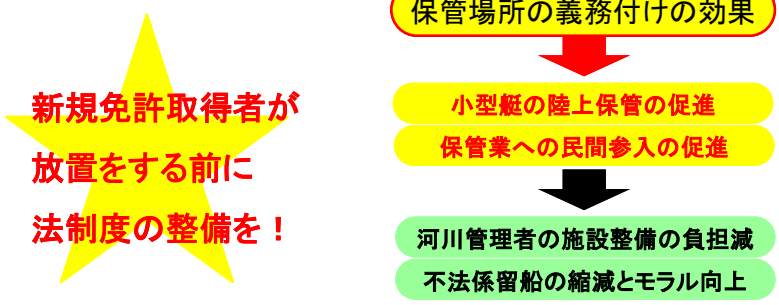 新規免許取得者が
放置をする前に
法制度の整備を！
保管場所の義務付けの効果
小型艇の陸上保管の促進
保管業への民間参入の促進
河川管理者の施設整備の負担減
不法係留船の縮減とモラル向上